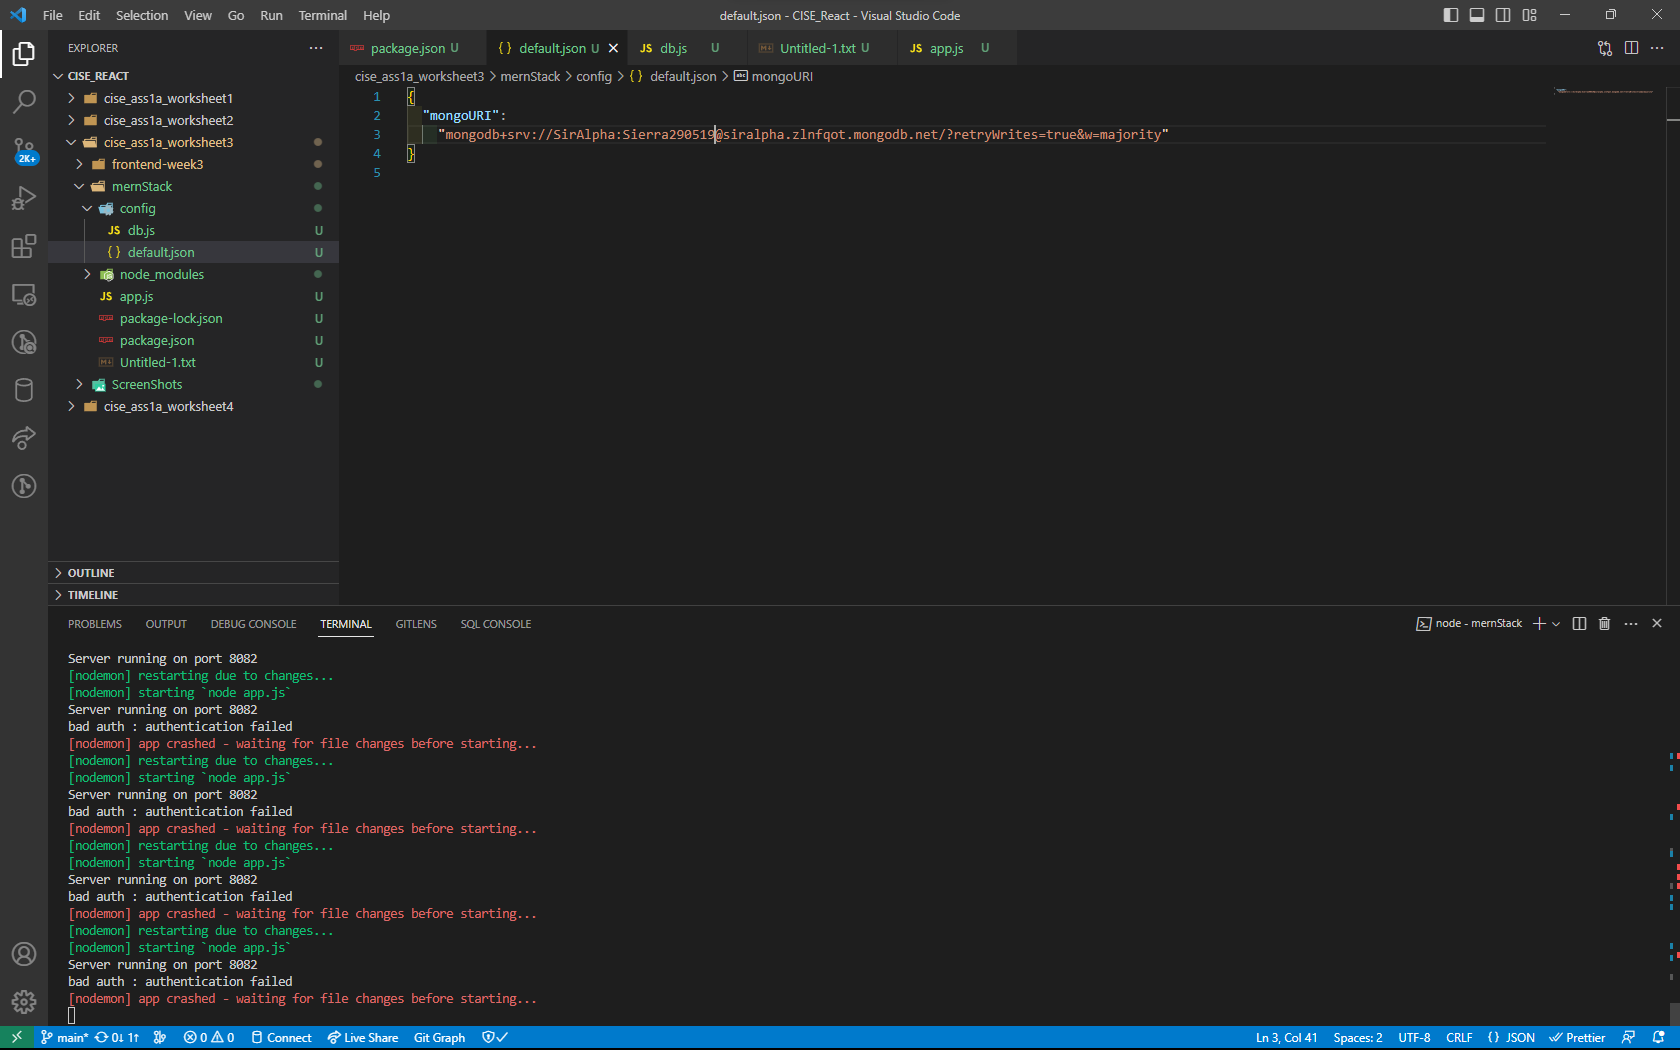 File Edit Selection View Go Run Terminal Help
default.json - CISE_React - Visual Studio Code
EXPLORER
CISE_REACT
cise_ass1a_worksheet1
cise_ass1a_worksheet2
cise_ass1a_worksheet3
frontend-week3
mernStack
config
JS db.js U
{ } default.json U
node_modules
JS app.js U
package-lock.json U
package.json U
Untitled-1.txt U
ScreenShots
cise_ass1a_worksheet4
OUTLINE
TIMELINE
2K+
package.json U
{ } default.json U
JS db.js U
Untitled-1.txt U
JS app.js U
cise_ass1a_worksheet3 > mernStack > config > { } default.json > mongoURI
1 {
2 "mongoURI":
3 "mongodb+srv://SirAlpha:Sierra290519@siralpha.zlnfqot.mongodb.net/?retryWrites=true&w=majority"
4 }
5
PROBLEMS OUTPUT DEBUG CONSOLE TERMINAL GITLENS SQL CONSOLE
node - mernStack
Server running on port 8082
[nodemon] restarting due to changes...
[nodemon] starting `node app.js`
Server running on port 8082
bad auth : authentication failed
[nodemon] app crashed - waiting for file changes before starting...
[nodemon] restarting due to changes...
[nodemon] starting `node app.js`
Server running on port 8082
bad auth : authentication failed
[nodemon] app crashed - waiting for file changes before starting...
[nodemon] restarting due to changes...
[nodemon] starting `node app.js`
Server running on port 8082
bad auth : authentication failed
[nodemon] app crashed - waiting for file changes before starting...
[nodemon] restarting due to changes...
[nodemon] starting `node app.js`
Server running on port 8082
bad auth : authentication failed
[nodemon] app crashed - waiting for file changes before starting...
main* 0↓ 1↑ 0 0 Connect Live Share Git Graph
Ln 3, Col 41 Spaces: 2 UTF-8 CRLF { } JSON Prettier